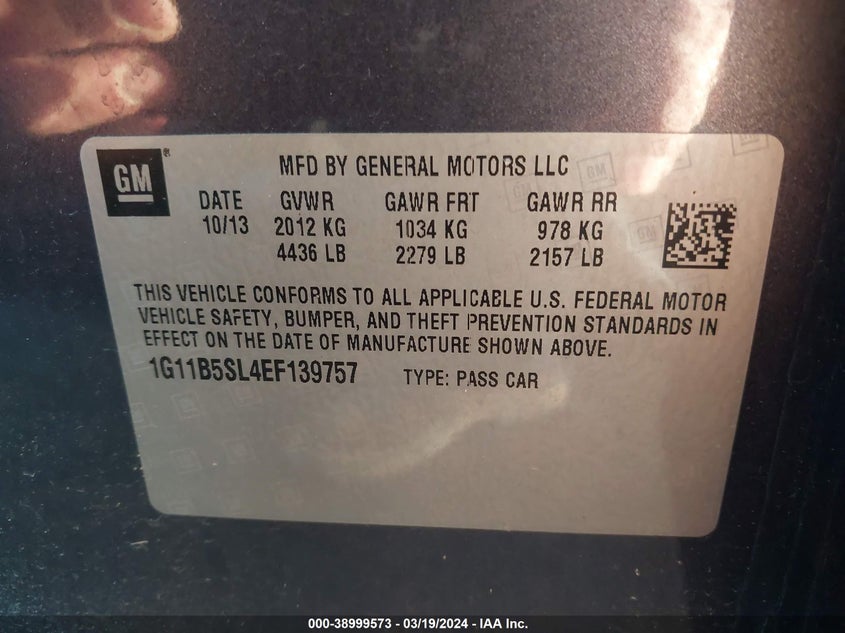 GM®
MFD BY GENERAL MOTORS LLC
DATE GVWR GAWR FRT GAWR RR
10/13 2012 KG 1034 KG 978 KG
4436 LB 2279 LB 2157 LB
THIS VEHICLE CONFORMS TO ALL APPLICABLE U.S. FEDERAL MOTOR
VEHICLE SAFETY, BUMPER, AND THEFT PREVENTION STANDARDS IN
EFFECT ON THE DATE OF MANUFACTURE SHOWN ABOVE.
1G11B5SL4EF139757 TYPE: PASS CAR
000-38999573 - 03/19/2024 - IAA Inc.